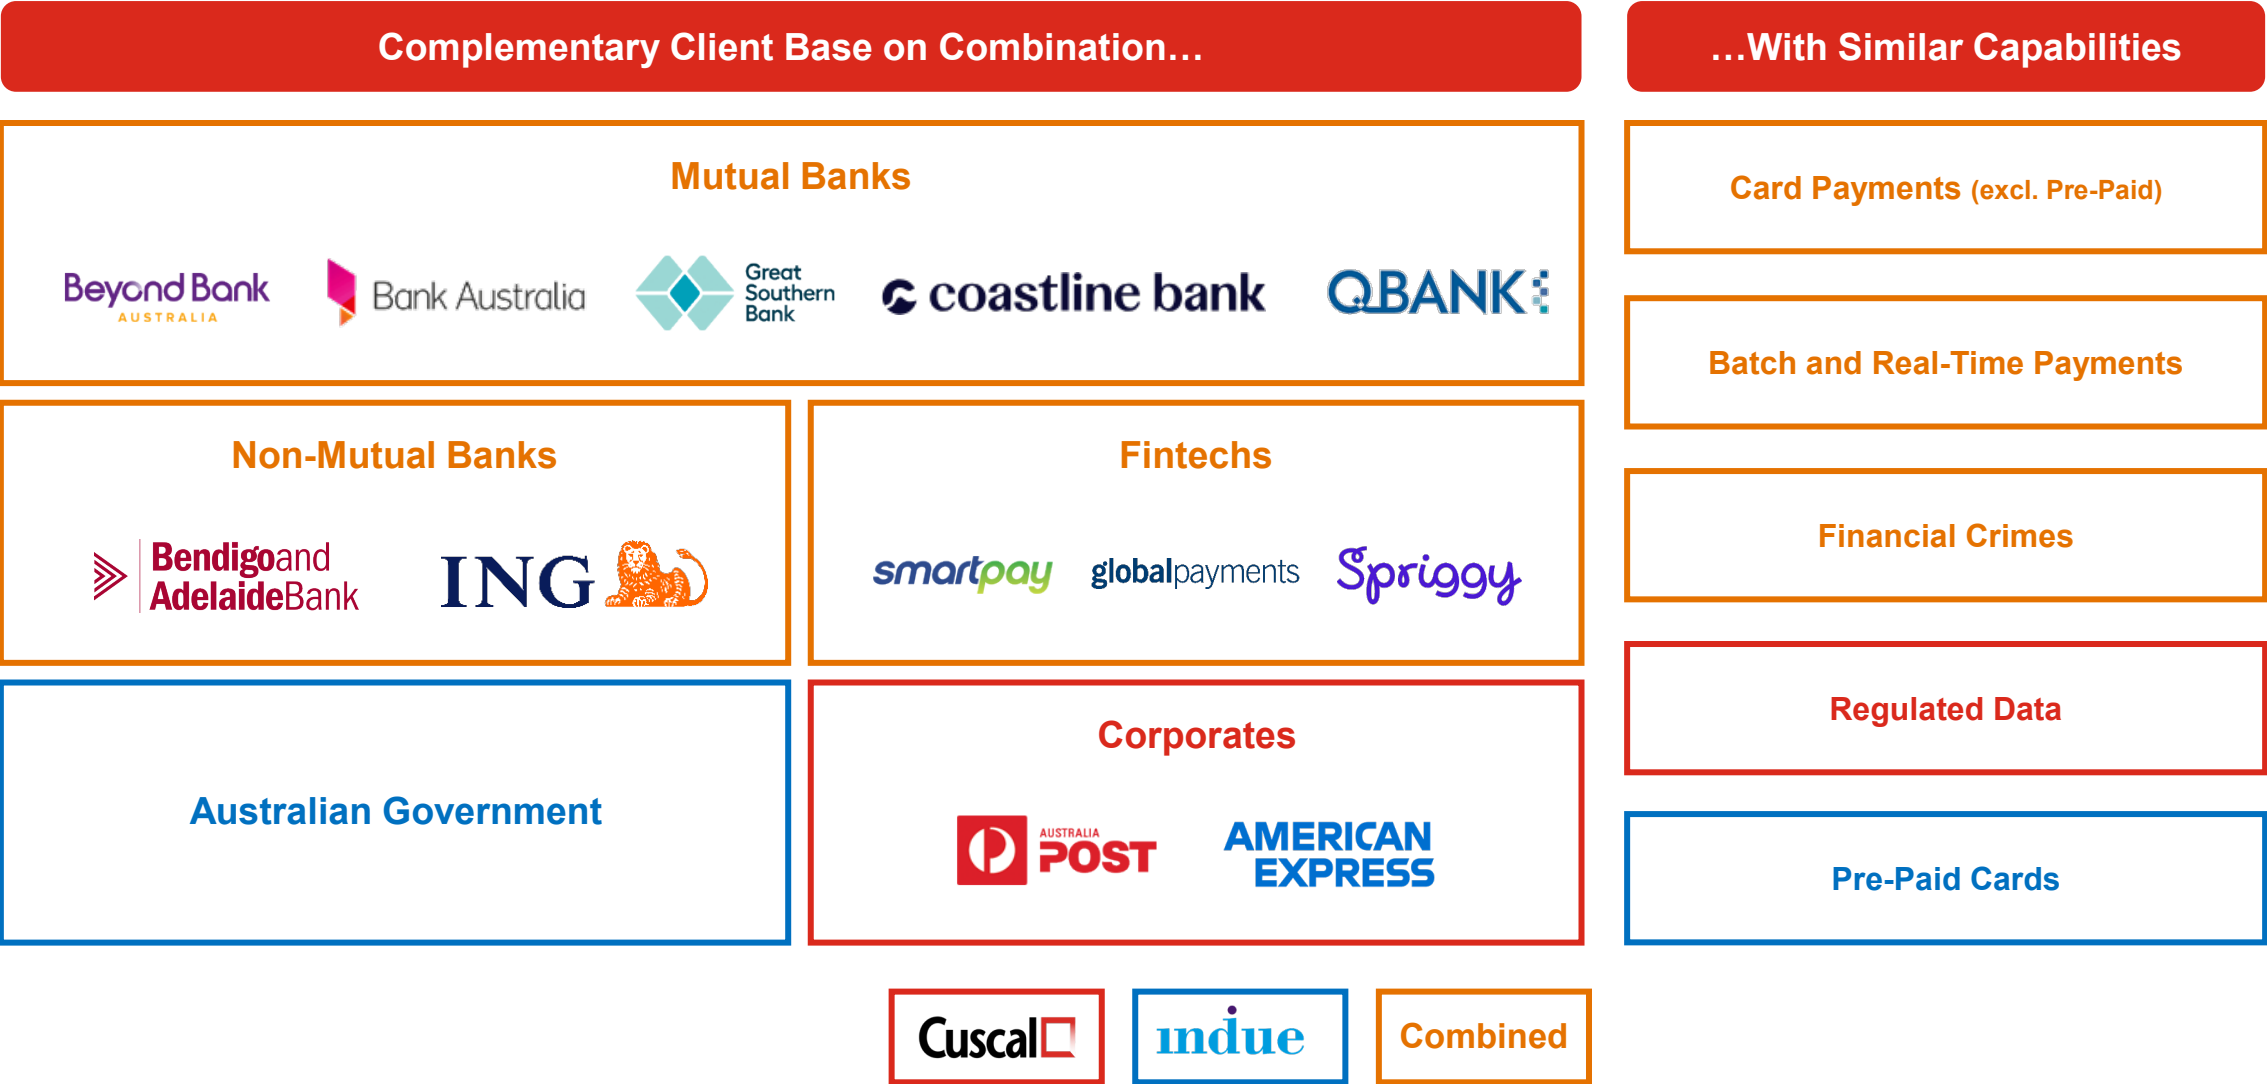 Complementary Client Base on Combination…
…With Similar Capabilities
Mutual Banks
Beyond Bank
AUSTRALIA
Bank Australia
Great
Southern
Bank
coastline bank
QBANK
Non-Mutual Banks
Bendigoand
AdelaideBank
ING
Fintechs
smartpay
globalpayments
Spriggy
Australian Government
Corporates
AUSTRALIA
POST
AMERICAN
EXPRESS
Card Payments (excl. Pre-Paid)
Batch and Real-Time Payments
Financial Crimes
Regulated Data
Pre-Paid Cards
Cuscal
indue
Combined